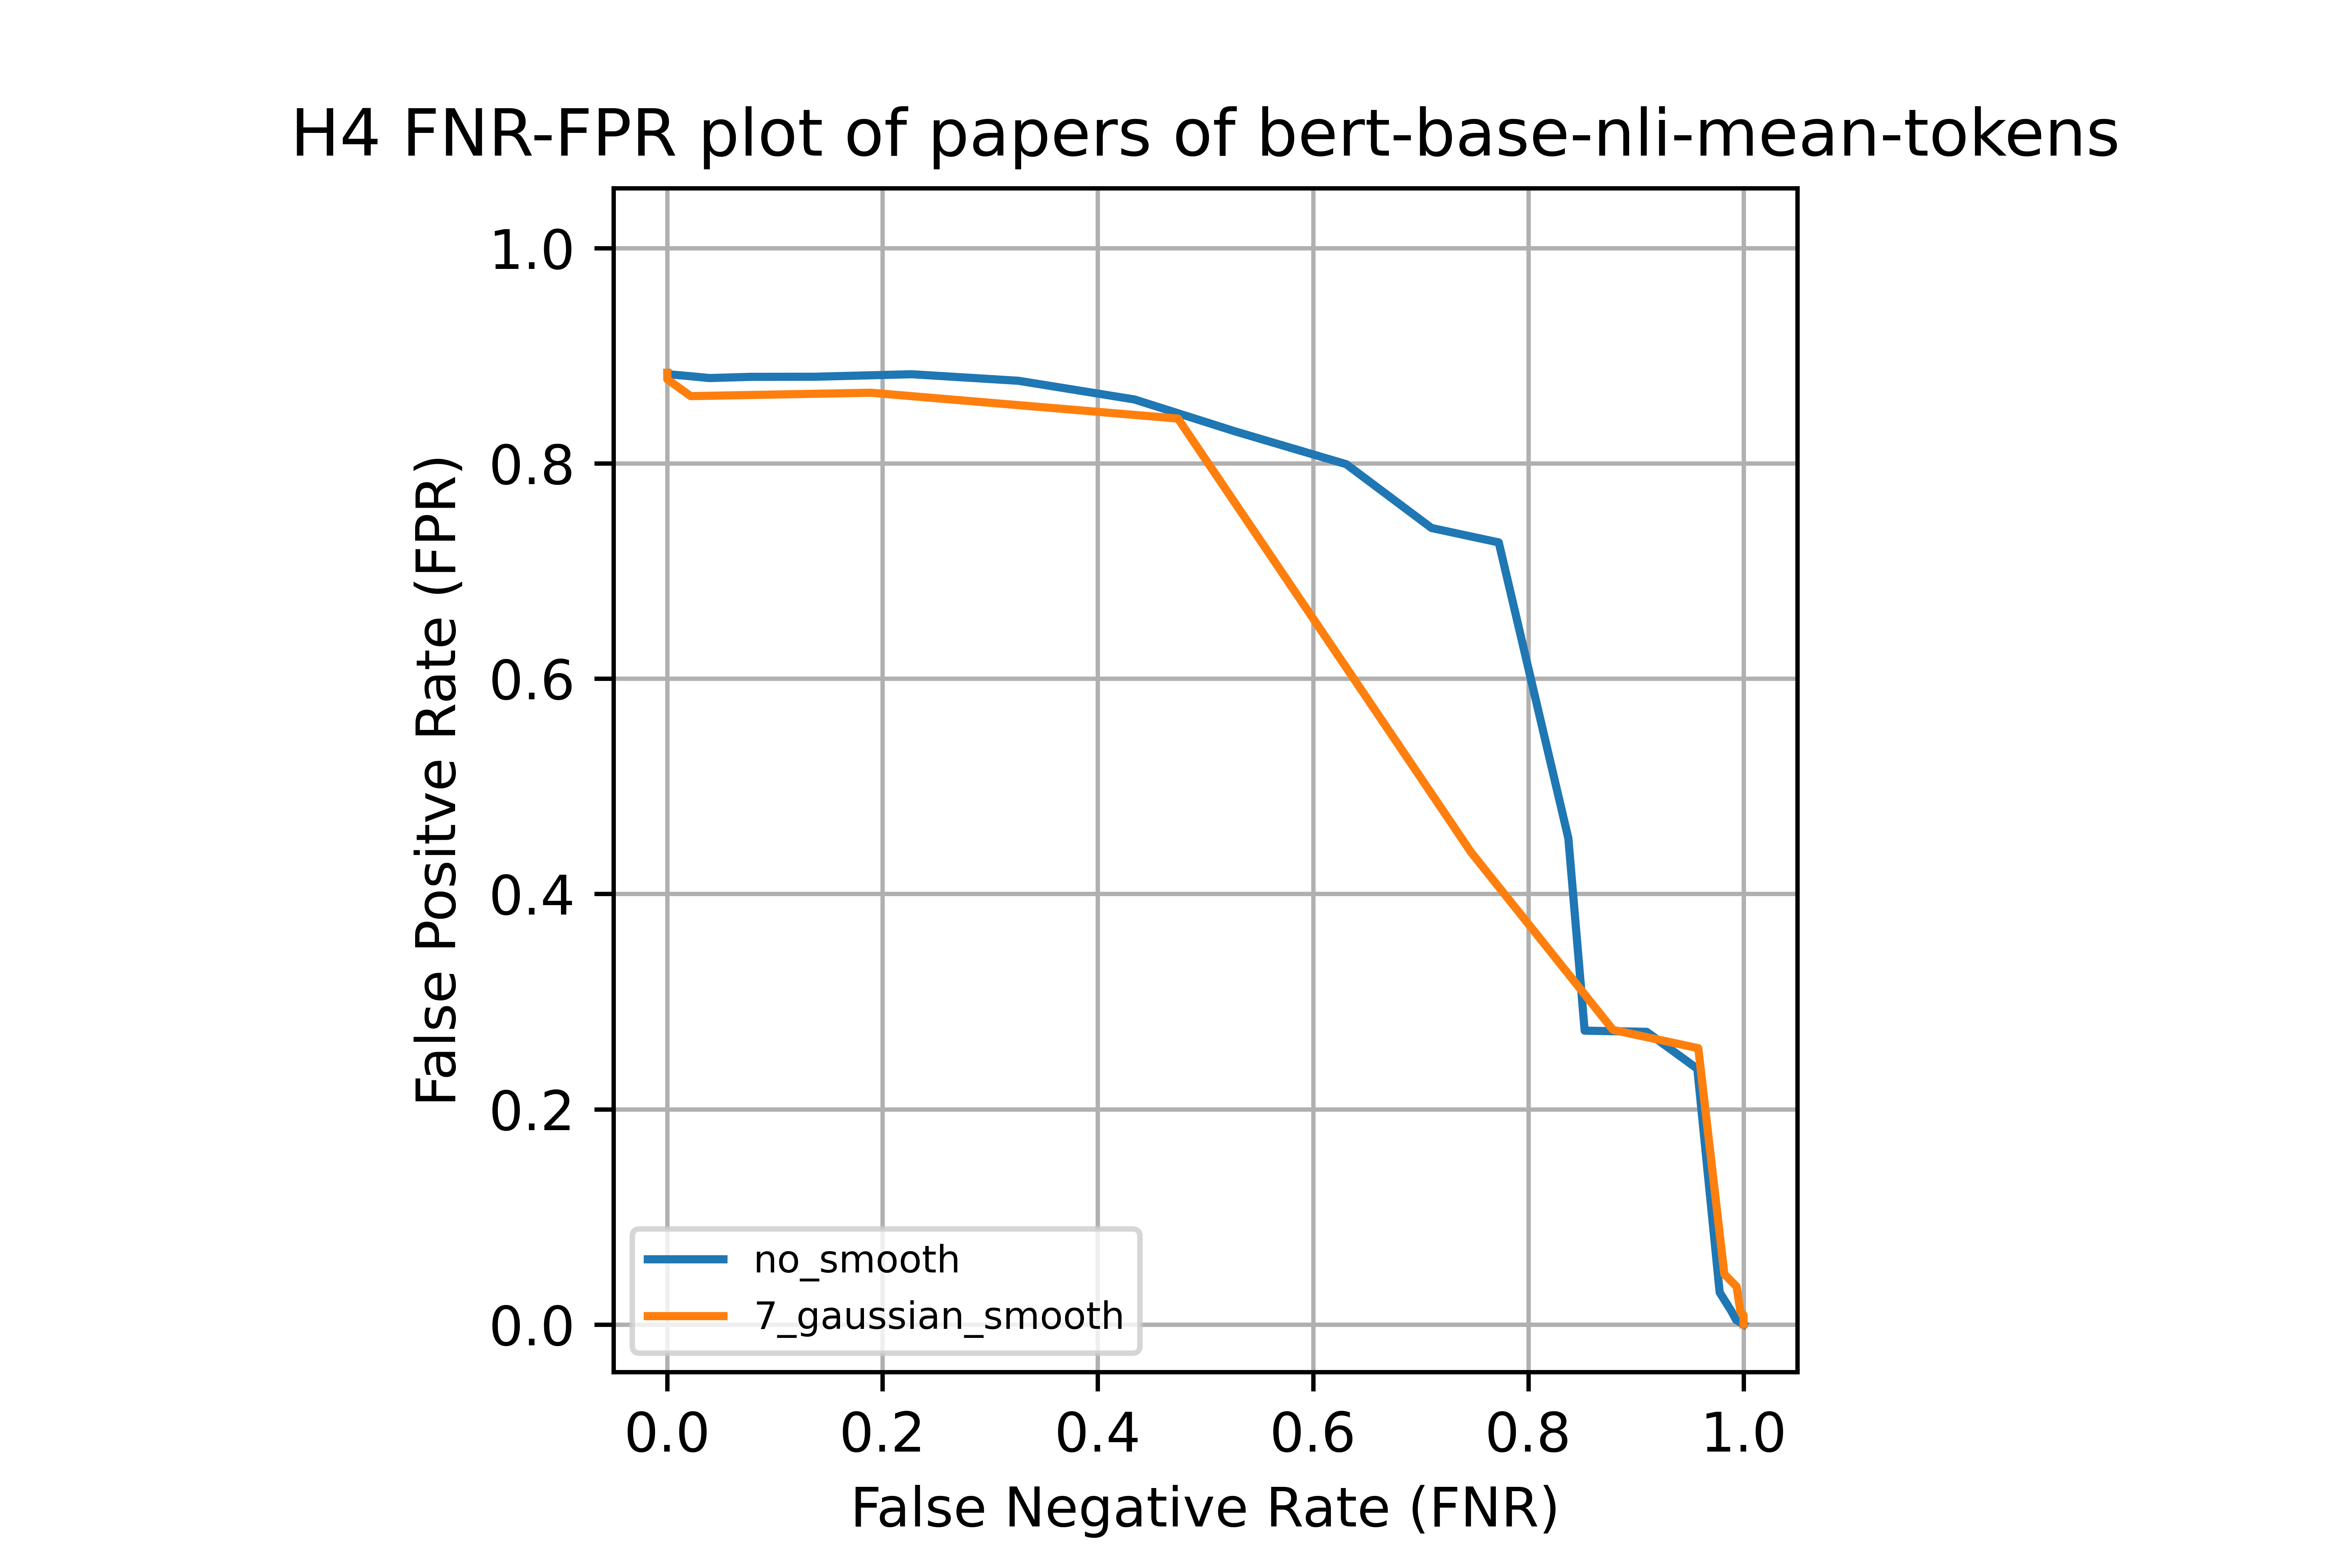 H4 FNR-FPR plot of papers of bert-base-nli-mean-tokens
False Positve Rate (FPR)
1.0
0.8
0.6
0.4
0.2
0.0
no_smooth
7_gaussian_smooth
0.0 0.2 0.4 0.6 0.8 1.0
False Negative Rate (FNR)